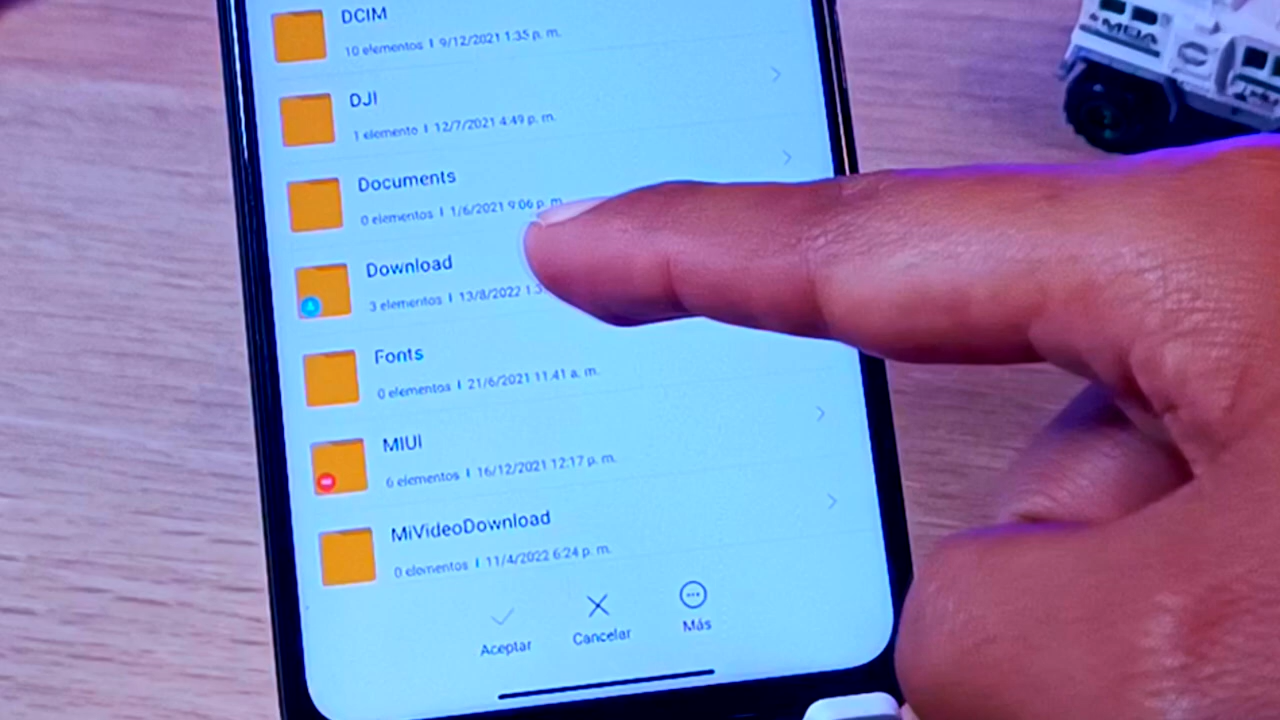 DCIM
10 elementos | 9/12/2021 1:35 p. m.
DJI
1 elemento | 12/7/2021 4:49 p. m.
Documents
0 elementos | 1/6/2021 9:06 p. m.
Download
3 elementos | 13/8/2022
Fonts
0 elementos | 21/6/2021 11:41 a. m.
MIUI
6 elementos | 16/12/2021 12:17 p. m.
MiVideoDownload
0 elementos | 11/4/2022 6:24 p. m.
Aceptar
Cancelar
Más